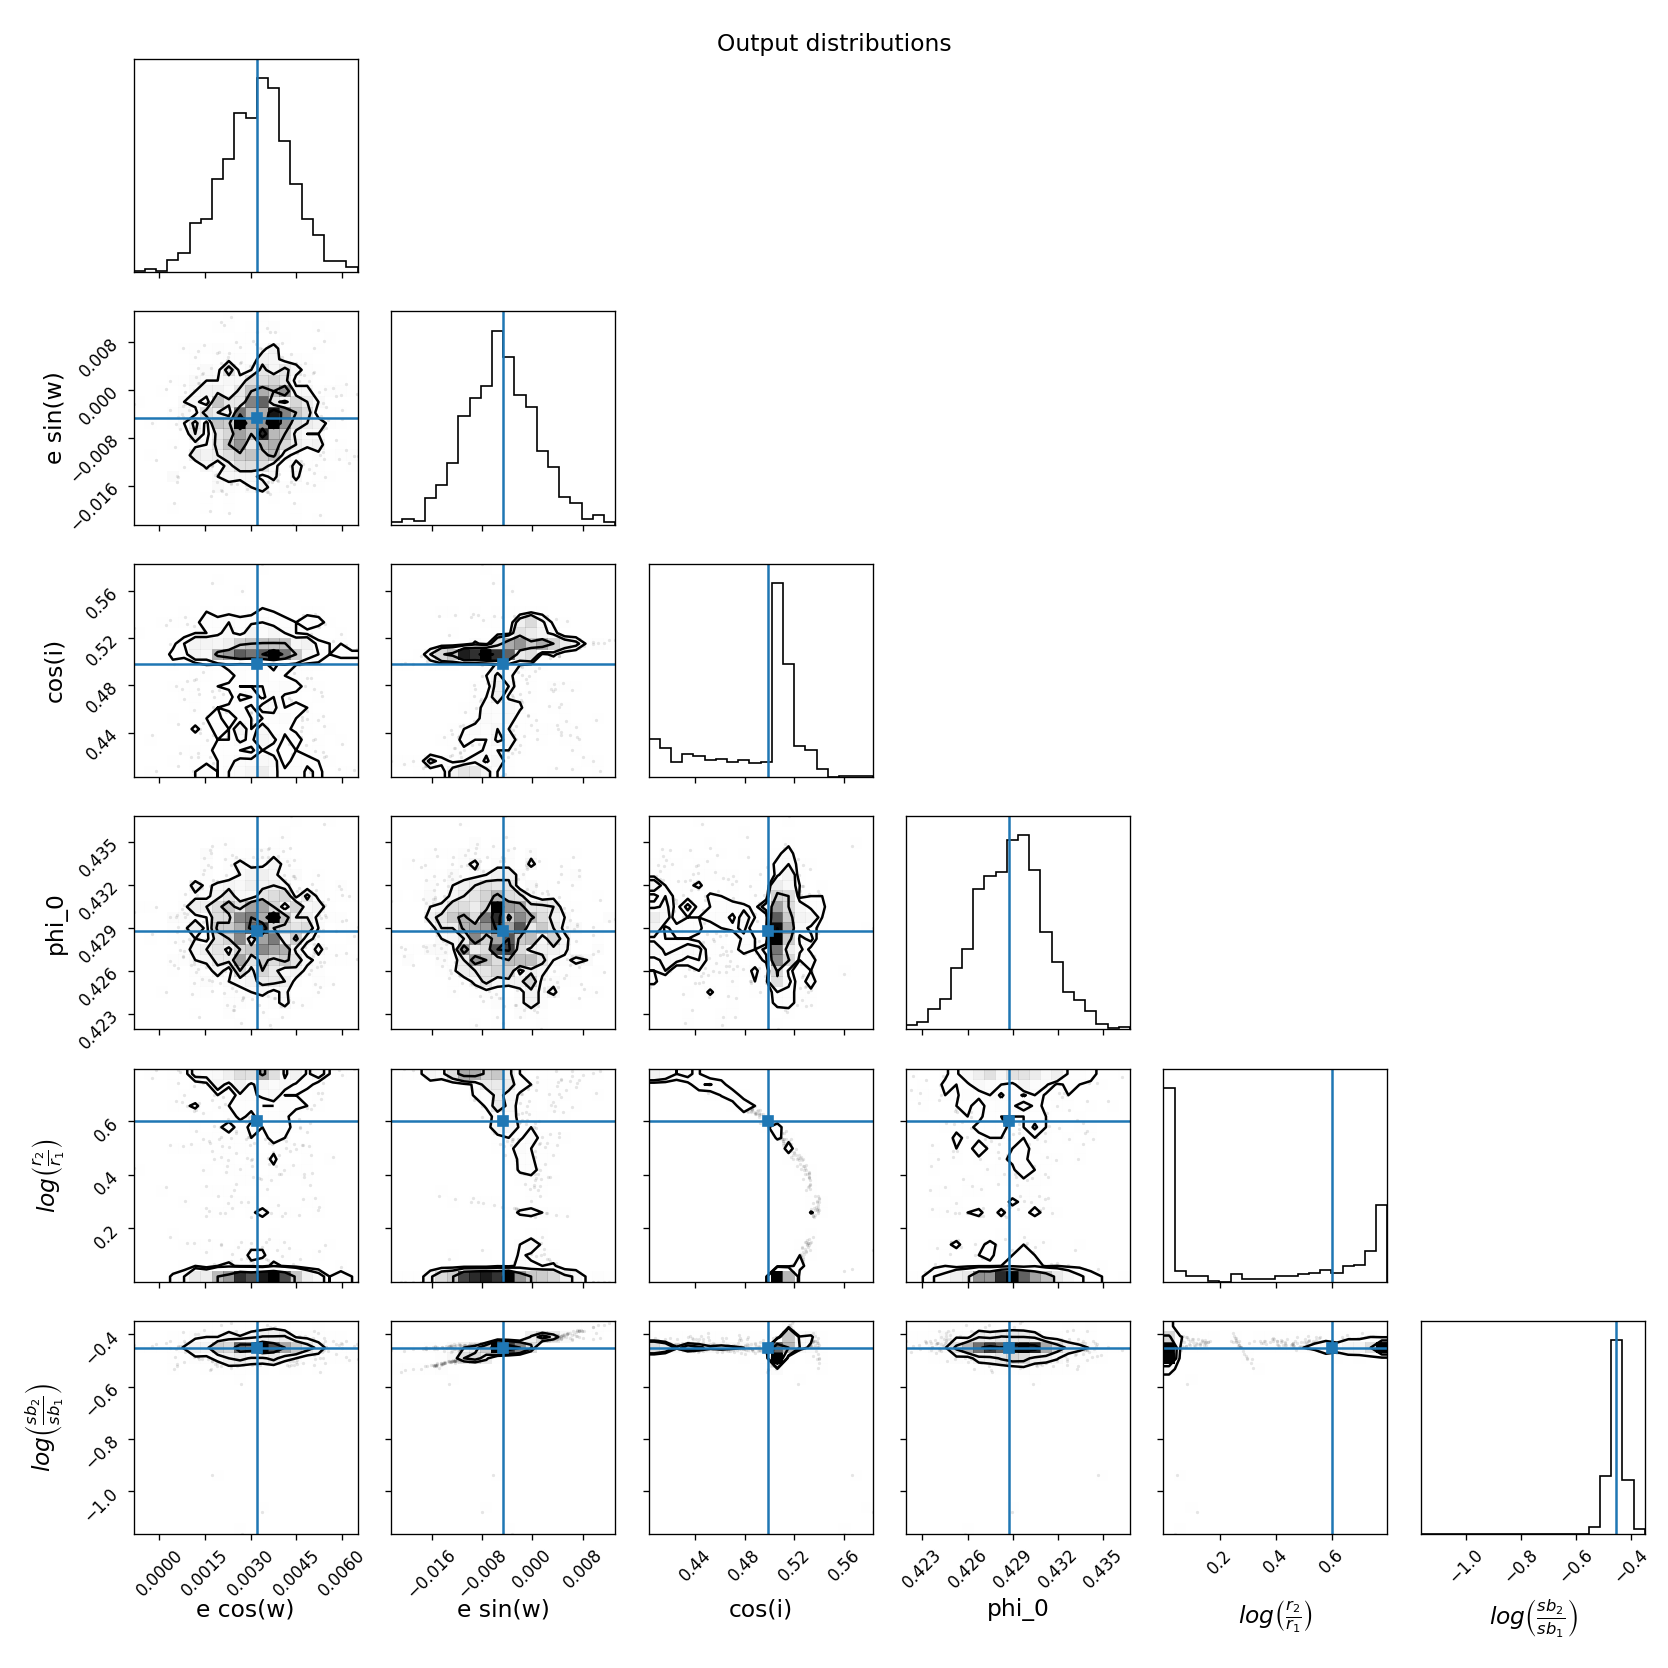 Output distributions
e sin(w)
0.008
0.000
−0.008
−0.016
cos(i)
0.56
0.52
0.48
0.44
phi_0
0.435
0.432
0.429
0.426
0.423
log(r₂/r₁)
0.6
0.4
0.2
log(sb₂/sb₁)
−0.4
−0.6
−0.8
−1.0
0.0000 0.0015 0.0030 0.0045 0.0060
e cos(w)
−0.016 −0.008 0.000 0.008
e sin(w)
0.44 0.48 0.52 0.56
cos(i)
0.423 0.426 0.429 0.432 0.435
phi_0
0.2 0.4 0.6
log(r₂/r₁)
−1.0 −0.8 −0.6 −0.4
log(sb₂/sb₁)